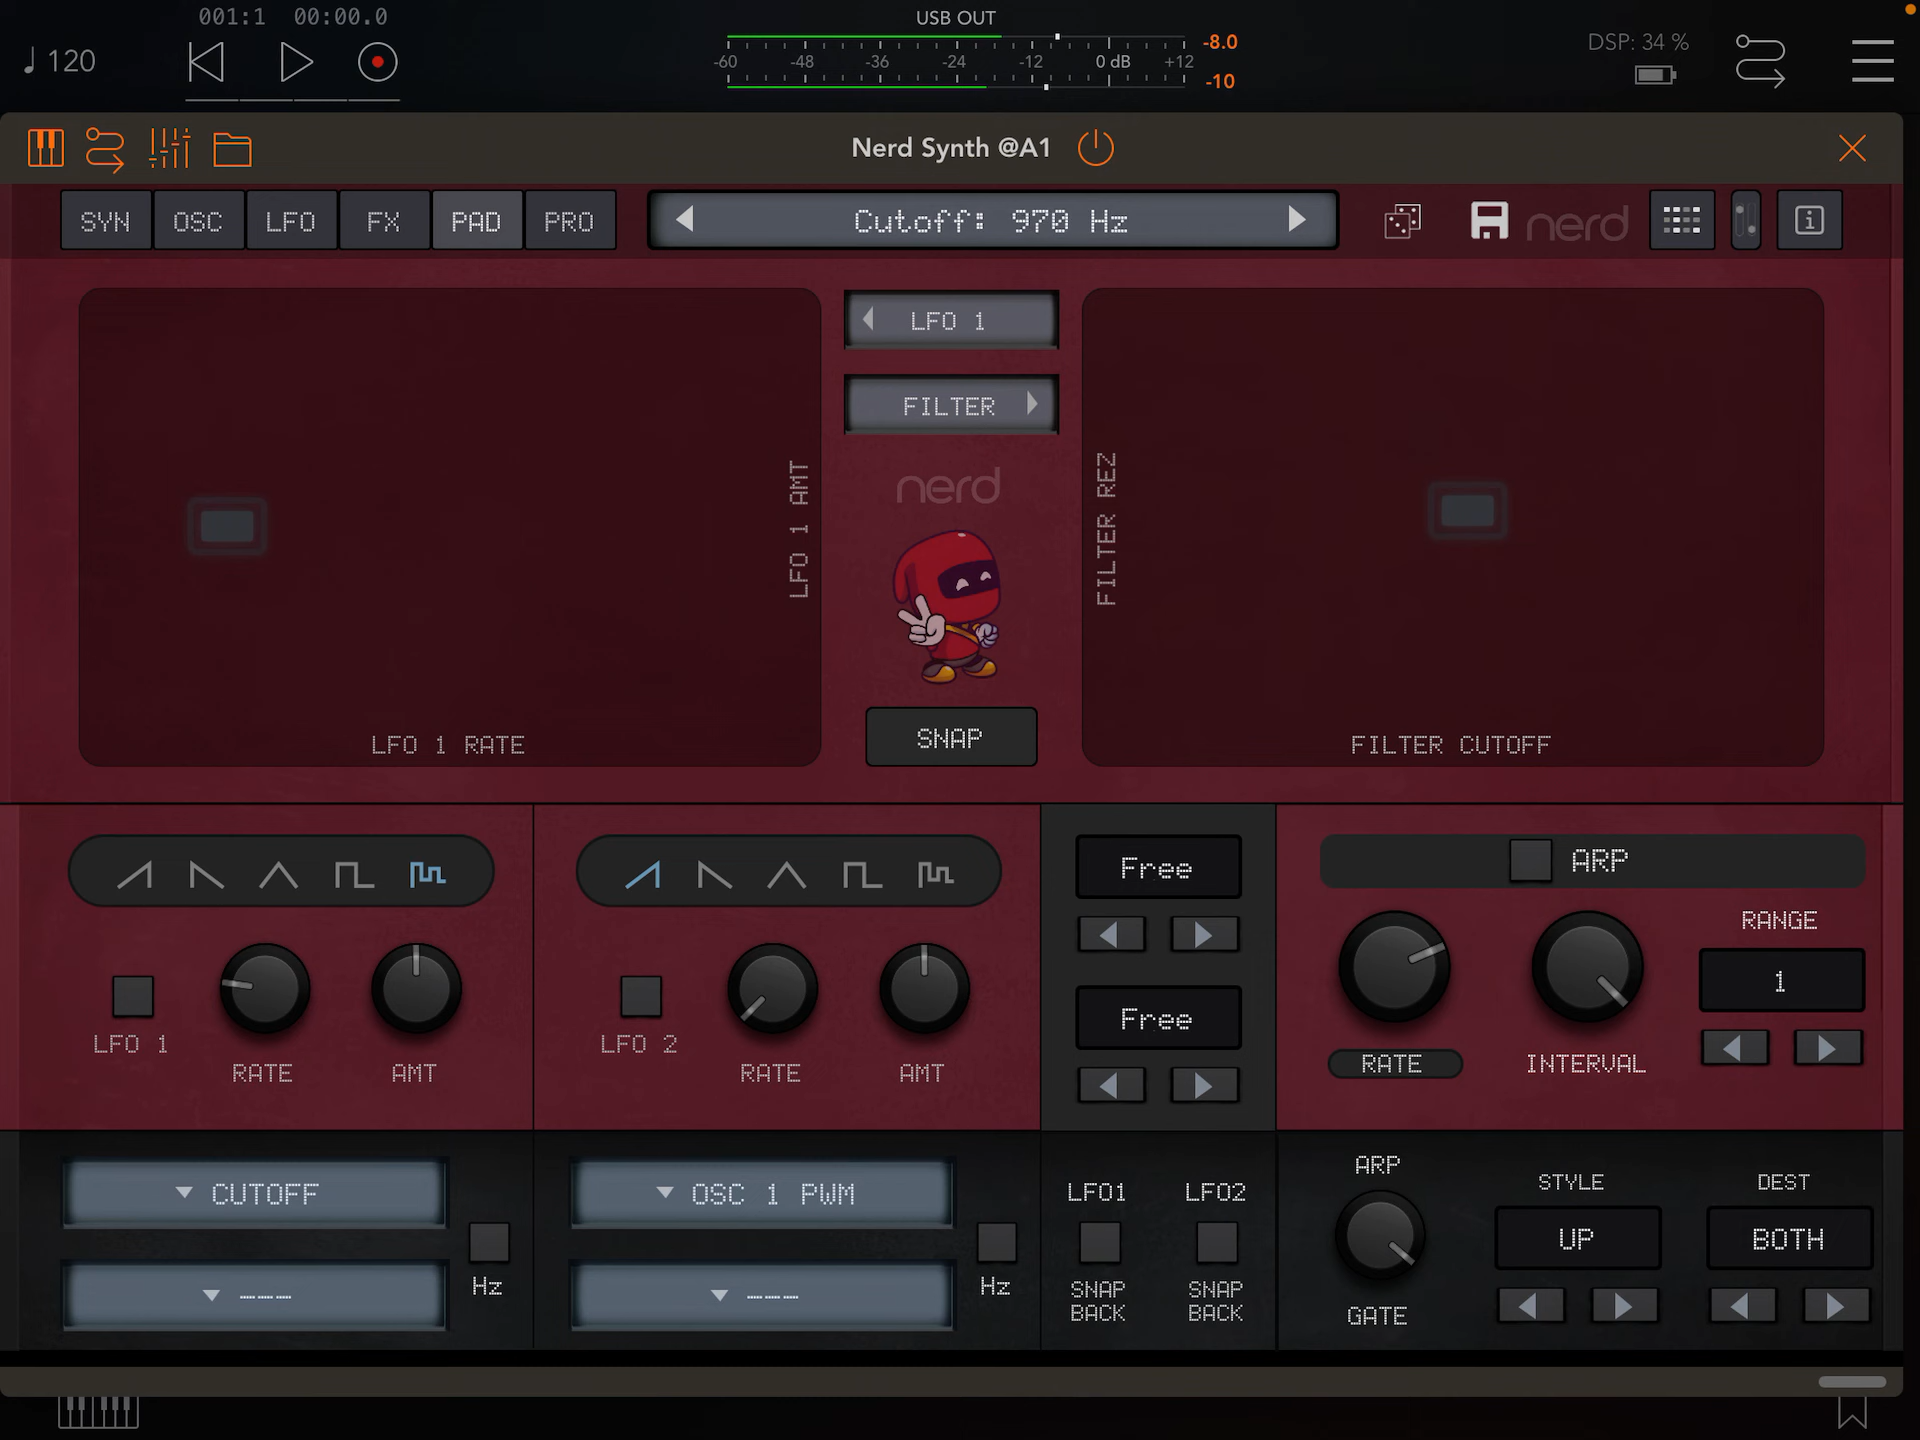 001:1 00:00.0
USB OUT
120
-60 -48 -36 -24 -12 0 dB +12
-8.0
-10
DSP: 34 %
Nerd Synth @A1
SYN OSC LFO FX PAD PRO
Cutoff: 970 Hz
nerd
LFO 1
FILTER
nerd
LFO 1 AMT
FILTER REZ
SNAP
LFO 1 RATE
FILTER CUTOFF
Free
ARP
RANGE
1
LFO 1
RATE
AMT
LFO 2
RATE
AMT
Free
RATE
INTERVAL
CUTOFF
---
Hz
OSC 1 PWM
---
Hz
LFO1 LFO2
SNAP BACK
SNAP BACK
ARP
GATE
STYLE
UP
DEST
BOTH